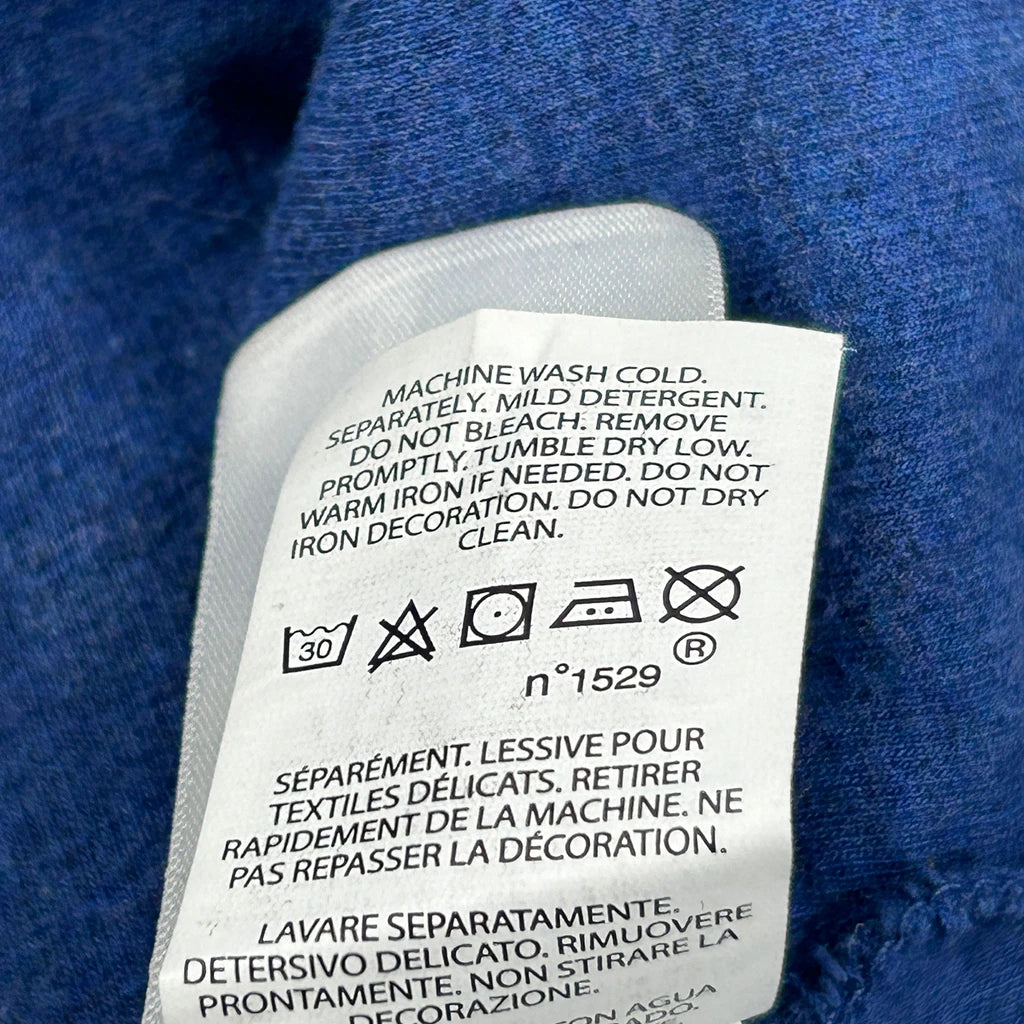 MACHINE WASH COLD.
SEPARATELY. MILD DETERGENT.
DO NOT BLEACH. REMOVE
PROMPTLY. TUMBLE DRY LOW.
WARM IRON IF NEEDED. DO NOT
IRON DECORATION. DO NOT DRY
CLEAN.
30
®
n°1529
SÉPARÉMENT. LESSIVE POUR
TEXTILES DÉLICATS. RETIRER
RAPIDEMENT DE LA MACHINE. NE
PAS REPASSER LA DÉCORATION.
LAVARE SEPARATAMENTE.
DETERSIVO DELICATO. RIMUOVERE
PRONTAMENTE. NON STIRARE LA
DECORAZIONE.
CON AGUA